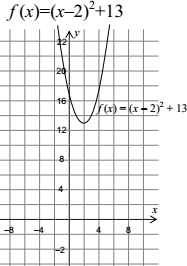 f(x)=(x–2)²+13
y
22
20
16
f(x) = (x – 2)² + 13
12
8
4
x
–8 –4 4 8
–2